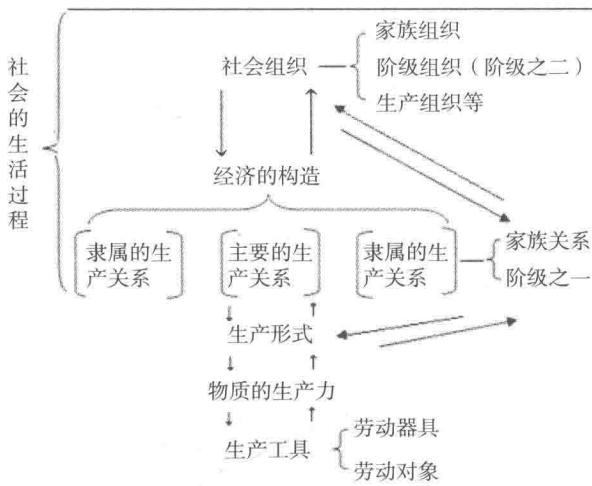 社会的生活过程
家族组织
社会组织
阶级组织（阶级之二）
生产组织等
经济的构造
隶属的生产关系
主要的生产关系
隶属的生产关系
家族关系
阶级之一
生产形式
物质的生产力
生产工具
劳动器具
劳动对象